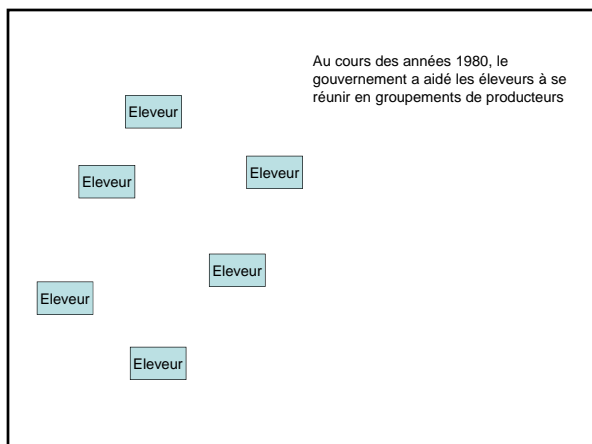 Au cours des années 1980, le
gouvernement a aidé les éleveurs à se
réunir en groupements de producteurs
Eleveur
Eleveur
Eleveur
Eleveur
Eleveur
Eleveur